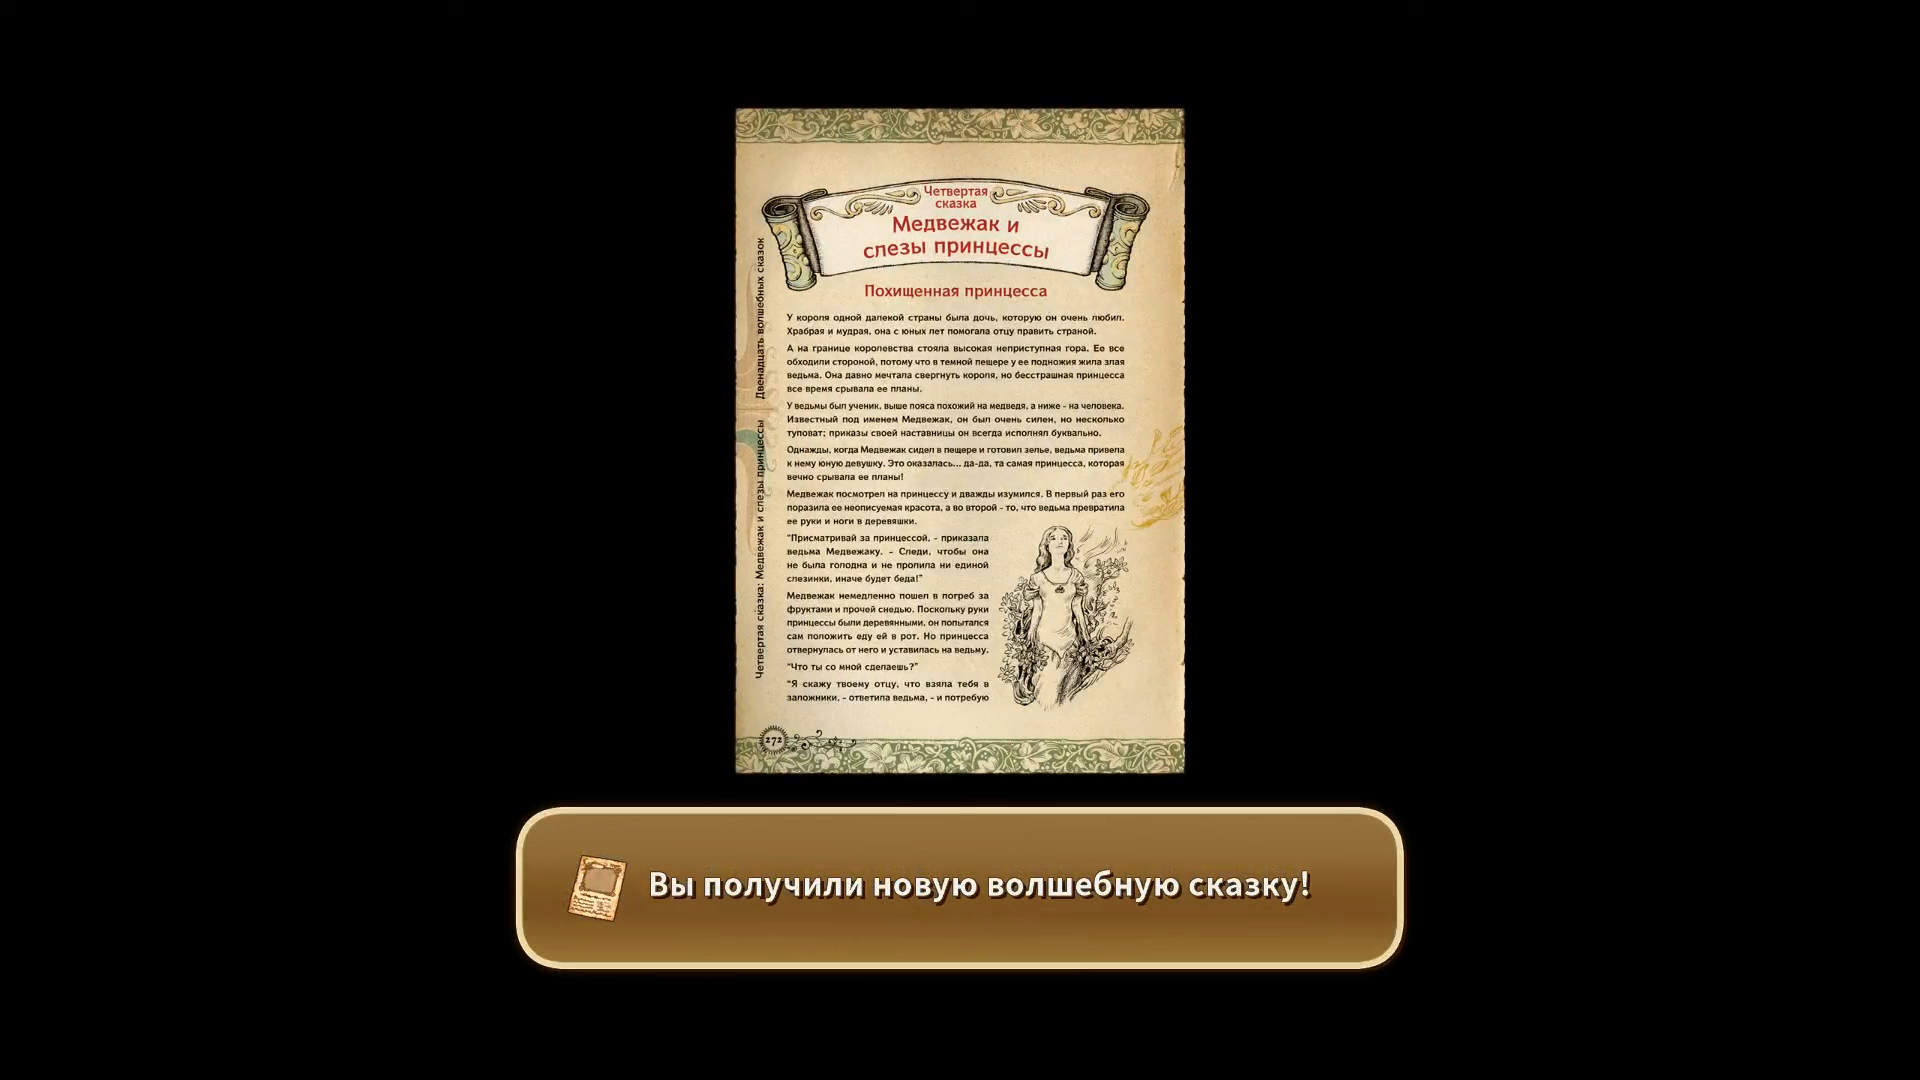 Четвертая
сказка
Медвежак и
слезы принцессы
Похищенная принцесса
У короля одной далекой страны была дочь, которую он очень любил.
Храбрая и мудрая, она с юных лет помогала отцу править страной.
А на границе королевства стояла высокая неприступная гора. Ее все
обходили стороной, потому что в темной пещере у ее подножия жила злая
ведьма. Она давно мечтала свергнуть короля, но бесстрашная принцесса
все время срывала ее планы.
У ведьмы был ученик, выше пояса похожий на медведя, а ниже - на человека.
Известный под именем Медвежак, он был очень силен, но несколько
туповат; приказы своей наставницы он всегда исполнял буквально.
Однажды, когда Медвежак сидел в пещере и готовил зелье, ведьма привела
к нему юную девушку. Это оказалась... да-да, та самая принцесса, которая
вечно срывала ее планы!
Медвежак посмотрел на принцессу и дважды изумился. В первый раз его
поразила ее неописуемая красота, а во второй - то, что ведьма превратила
ее руки и ноги в деревяшки.
"Присматривай за принцессой, - приказала
ведьма Медвежаку. - Следи, чтобы она
не была голодна и не пролила ни единой
слезинки, иначе будет беда!"
Медвежак немедленно пошел в погреб за
фруктами и прочей снедью. Поскольку руки
принцессы были деревянными, он попытался
сам положить еду ей в рот. Но принцесса
отвернулась от него и уставилась на ведьму.
"Что ты со мной сделаешь?"
"Я скажу твоему отцу, что взяла тебя в
заложники, - ответила ведьма, - и потребую
272
Четвертая сказка: Медвежак и слезы принцессы Двенадцать волшебных сказок
Вы получили новую волшебную сказку!